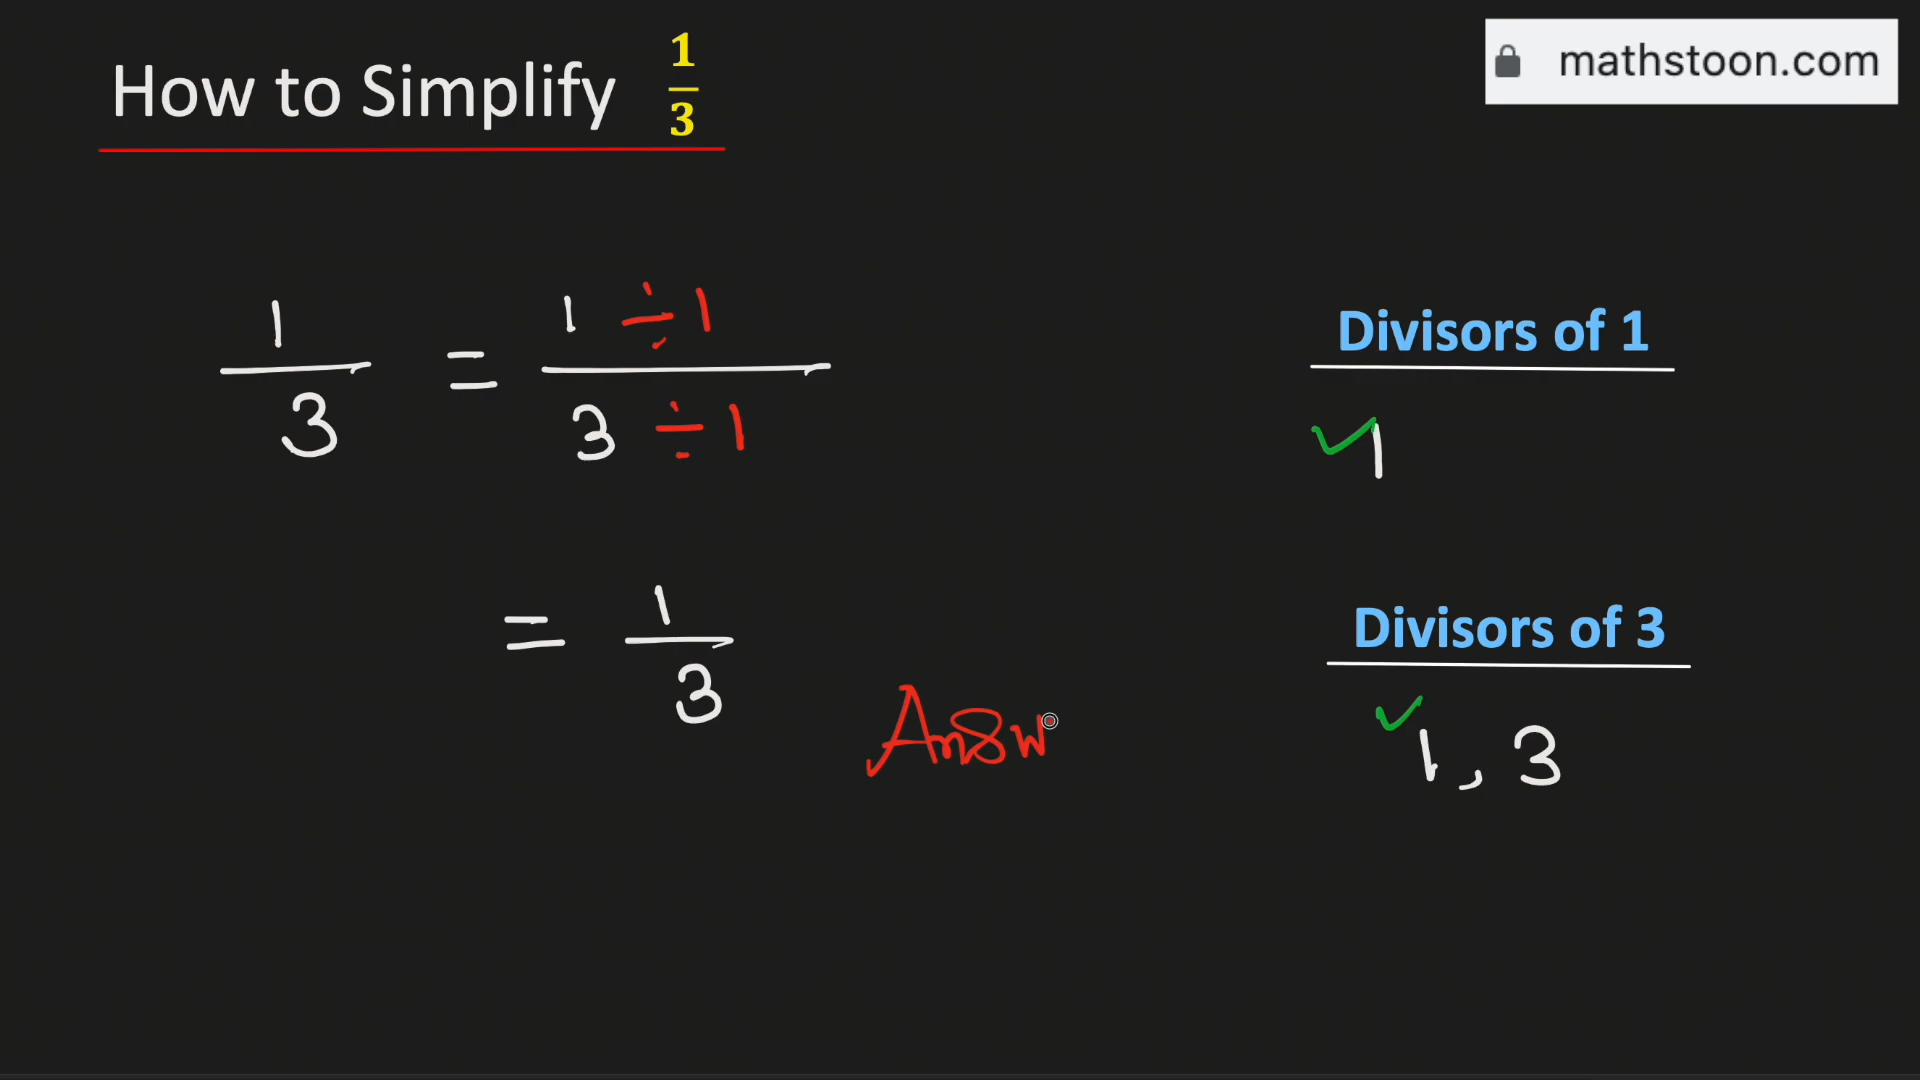 How to Simplify 1/3
mathstoon.com
1/3 = 1 ÷ 1 / 3 ÷ 1
= 1/3
Answ
Divisors of 1
1
Divisors of 3
1, 3